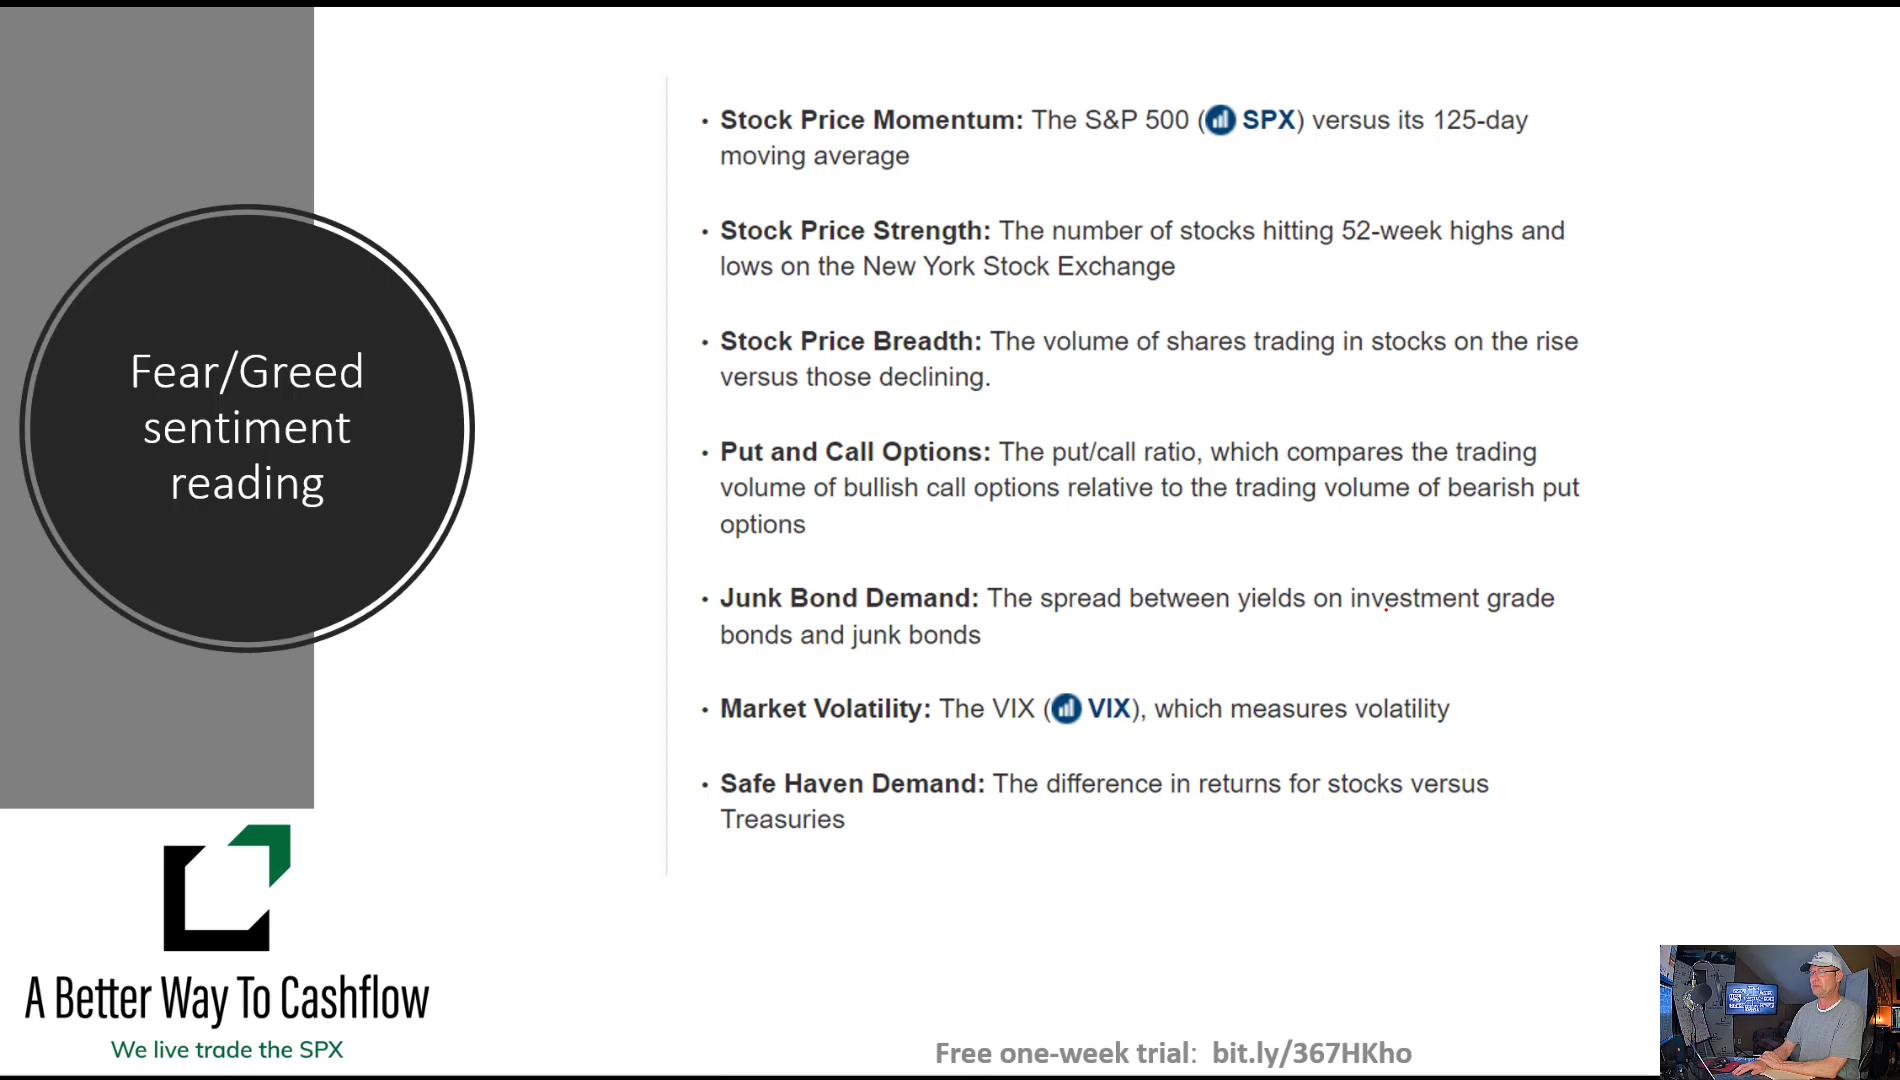 Fear/Greed
sentiment
reading
• Stock Price Momentum: The S&P 500 (SPX) versus its 125-day
moving average
• Stock Price Strength: The number of stocks hitting 52-week highs and
lows on the New York Stock Exchange
• Stock Price Breadth: The volume of shares trading in stocks on the rise
versus those declining.
• Put and Call Options: The put/call ratio, which compares the trading
volume of bullish call options relative to the trading volume of bearish put
options
• Junk Bond Demand: The spread between yields on investment grade
bonds and junk bonds
• Market Volatility: The VIX (VIX), which measures volatility
• Safe Haven Demand: The difference in returns for stocks versus
Treasuries
A Better Way To Cashflow
We live trade the SPX
Free one-week trial: bit.ly/367HKho